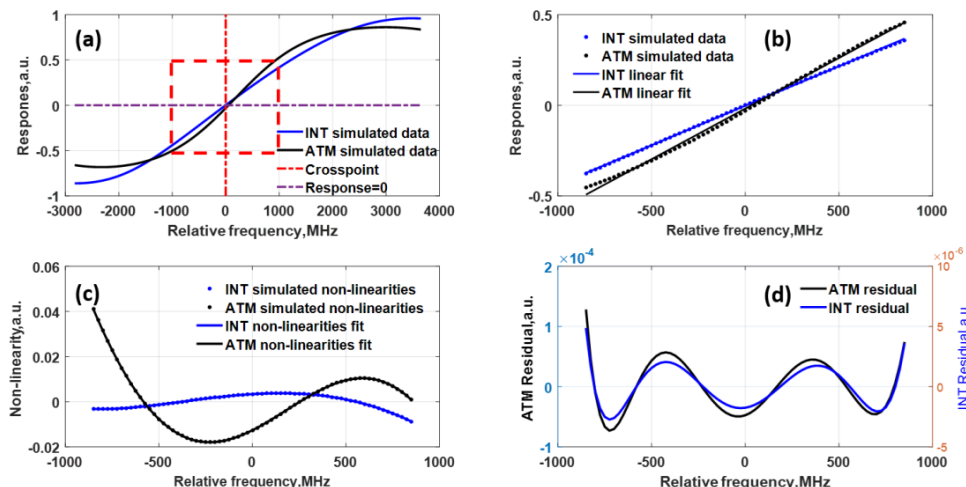 (a)
Respones,a.u.
1
0.5
0
-0.5
-1
INT simulated data
ATM simulated data
Crosspoint
Response=0
-3000 -2000 -1000 0 1000 2000 3000 4000
Relative frequency,MHz
(b)
Respones,a.u.
0.5
0
-0.5
INT simulated data
ATM simulated data
INT linear fit
ATM linear fit
-1000 -500 0 500 1000
Relative frequency,MHz
(c)
Non-linearity,a.u.
0.06
0.04
0.02
0
-0.02
INT simulated non-linearities
ATM simulated non-linearities
INT non-linearities fit
ATM non-linearities fit
-1000 -500 0 500 1000
Relative frequency,MHz
(d)
ATM Residual,a.u.
×10-4
2
1
0
-1
ATM residual
INT residual
×10-6
10
5
0
-5
INT Residual,a.u.
-1000 -500 0 500 1000
Relative frequency,MHz